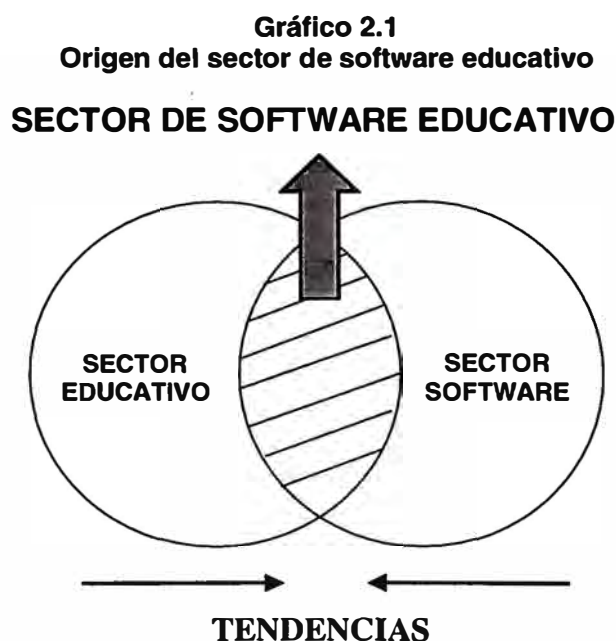 Gráfico 2.1
Origen del sector de software educativo
SECTOR DE SOFTWARE EDUCATIVO
SECTOR
EDUCATIVO
SECTOR
SOFTWARE
TENDENCIAS